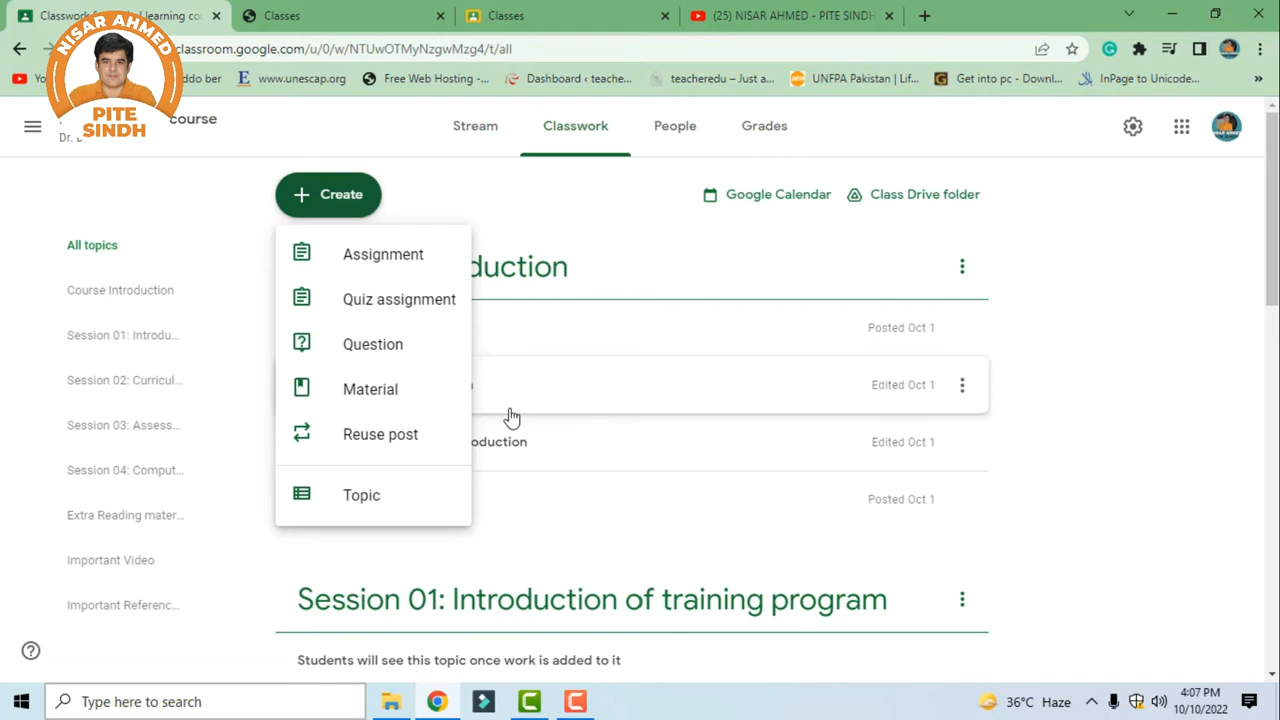 Classwork
Classes
Classes
(25) NISAR AHMED - PITE SINDH
classroom.google.com/u/0/w/NTUwOTMyNzgwMzg4/t/all
ddo ber
www.unescap.org
Free Web Hosting -...
Dashboard ‹ teache...
teacheredu – Just a...
UNFPA Pakistan | Lif...
Get into pc - Downl...
InPage to Unicode...
»
NISAR AHMED
PITE
SINDH
course
Dr.
Stream
Classwork
People
Grades
Create
Google Calendar
Class Drive folder
All topics
Course Introduction
Session 01: Introdu...
Session 02: Curricul...
Session 03: Assess...
Session 04: Comput...
Extra Reading mater...
Important Video
Important Referenc...
Assignment
Quiz assignment
Question
Material
Reuse post
Topic
duction
Posted Oct 1
Edited Oct 1
oduction
Edited Oct 1
Posted Oct 1
Session 01: Introduction of training program
Students will see this topic once work is added to it
Type here to search
36°C Haze
4:07 PM
10/10/2022